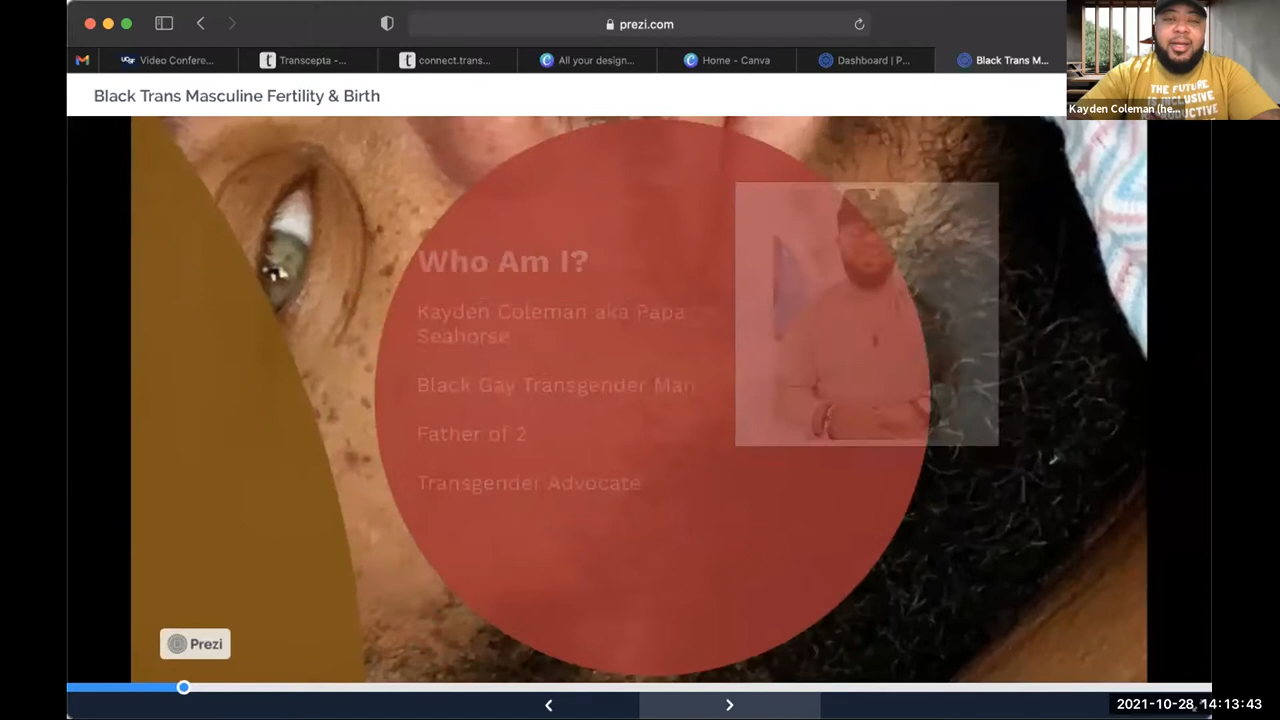 prezi.com
UCSF Video Confere...
t Transcepta -...
t connect.trans...
C All your design...
C Home - Canva
Dashboard | P...
Black Trans M...
Black Trans Masculine Fertility & Birth
THE FUTURE
IS INCLUSIVE
Kayden Coleman (he...
Who Am I?
Kayden Coleman aka Papa
Seahorse
Black Gay Transgender Man
Father of 2
Transgender Advocate
Prezi
2021-10-28 14:13:43